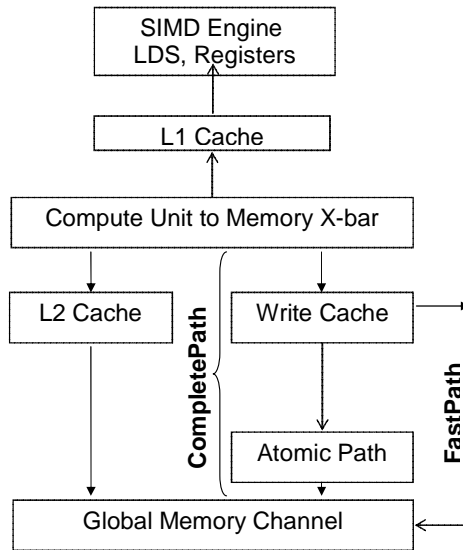 SIMD Engine
LDS, Registers
L1 Cache
Compute Unit to Memory X-bar
L2 Cache
CompletePath
Write Cache
FastPath
Atomic Path
Global Memory Channel